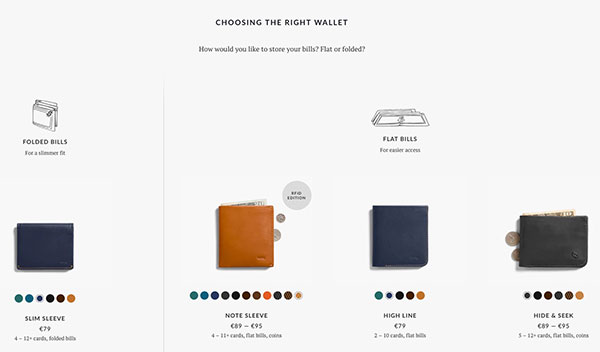 CHOOSING THE RIGHT WALLET
How would you like to store your bills? Flat or folded?
FOLDED BILLS
For a slimmer fit
FLAT BILLS
For easier access
RFID
EDITION
SLIM SLEEVE
€79
4 – 12+ cards, folded bills
NOTE SLEEVE
€89 – €95
4 – 11+ cards, flat bills, coins
HIGH LINE
€79
2 – 10 cards, flat bills
HIDE & SEEK
€89 – €95
5 – 12+ cards, flat bills, coins